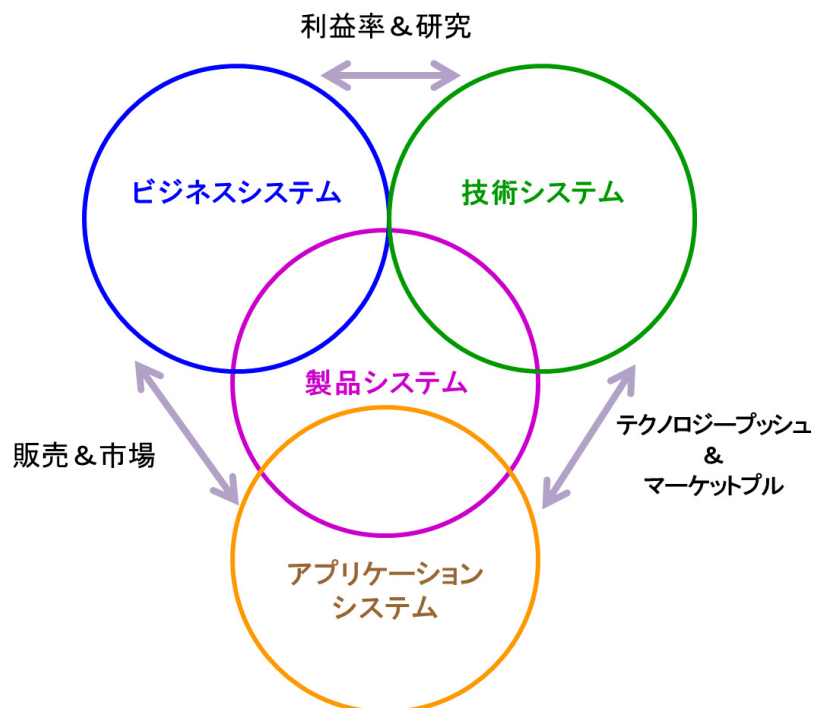 利益率＆研究
ビジネスシステム
技術システム
製品システム
販売＆市場
テクノロジープッシュ
＆
マーケットプル
アプリケーション
システム